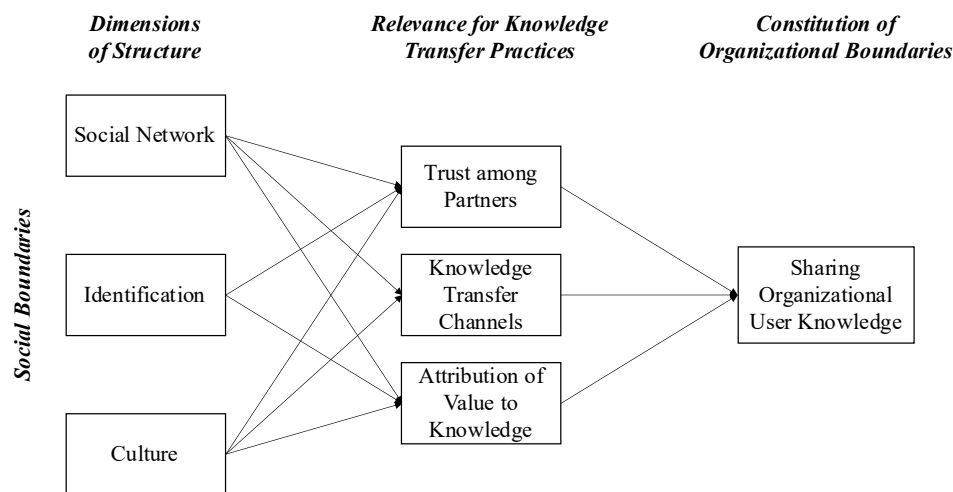 Dimensions
of Structure
Relevance for Knowledge
Transfer Practices
Constitution of
Organizational Boundaries
Social Boundaries
Social Network
Identification
Culture
Trust among
Partners
Knowledge
Transfer
Channels
Attribution of
Value to
Knowledge
Sharing
Organizational
User Knowledge